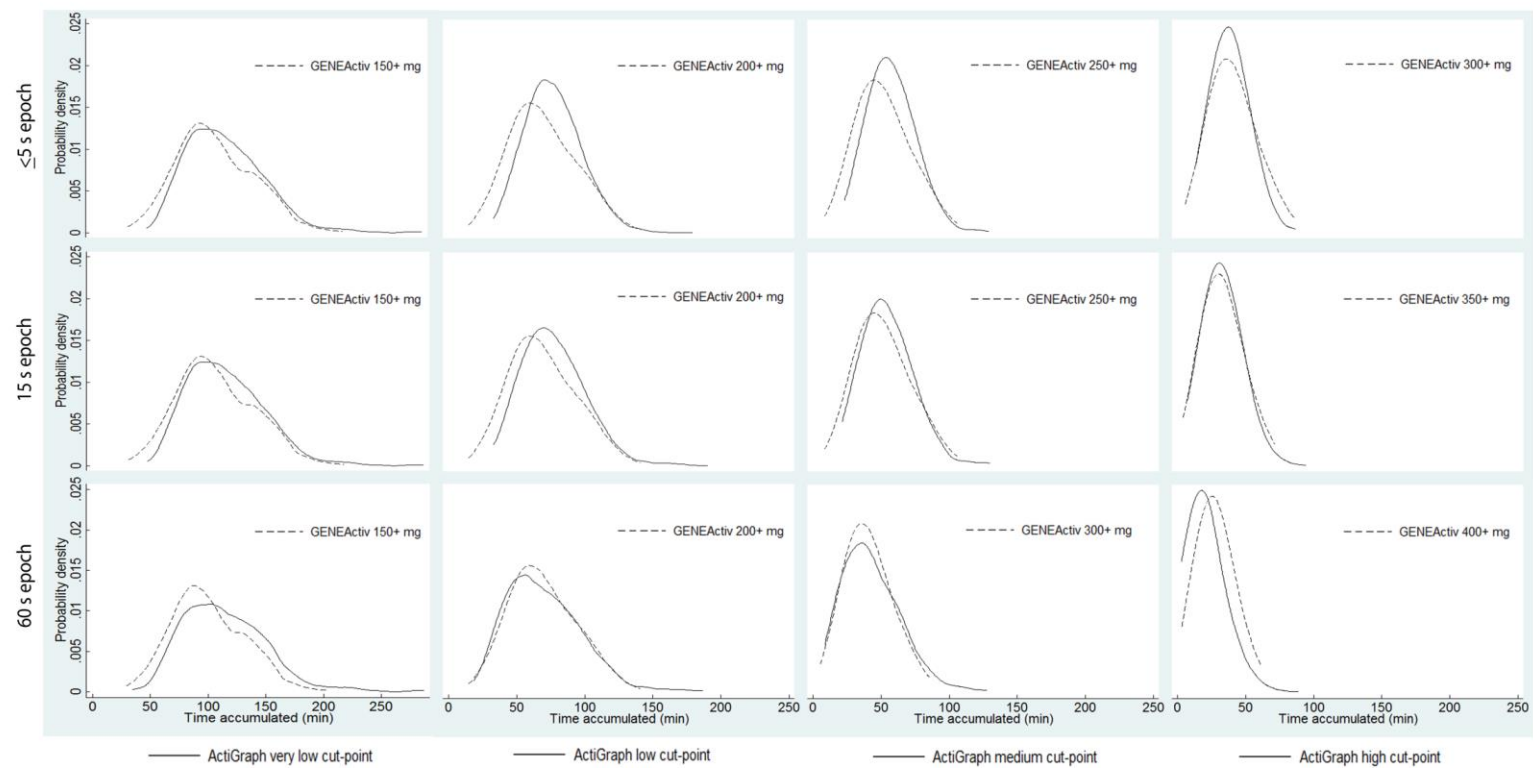 ≤5 s epoch
Probability density
0 .005 .01 .015 .02 .025
GENEActiv 150+ mg
GENEActiv 200+ mg
GENEActiv 250+ mg
GENEActiv 300+ mg
15 s epoch
Probability density
0 .005 .01 .015 .02 .025
GENEActiv 150+ mg
GENEActiv 200+ mg
GENEActiv 250+ mg
GENEActiv 350+ mg
60 s epoch
Probability density
0 .005 .01 .015 .02 .025
GENEActiv 150+ mg
GENEActiv 200+ mg
GENEActiv 300+ mg
GENEActiv 400+ mg
0 50 100 150 200 250
Time accumulated (min)
0 50 100 150 200 250
Time accumulated (min)
0 50 100 150 200 250
Time accumulated (min)
0 50 100 150 200 250
Time accumulated (min)
ActiGraph very low cut-point
ActiGraph low cut-point
ActiGraph medium cut-point
ActiGraph high cut-point